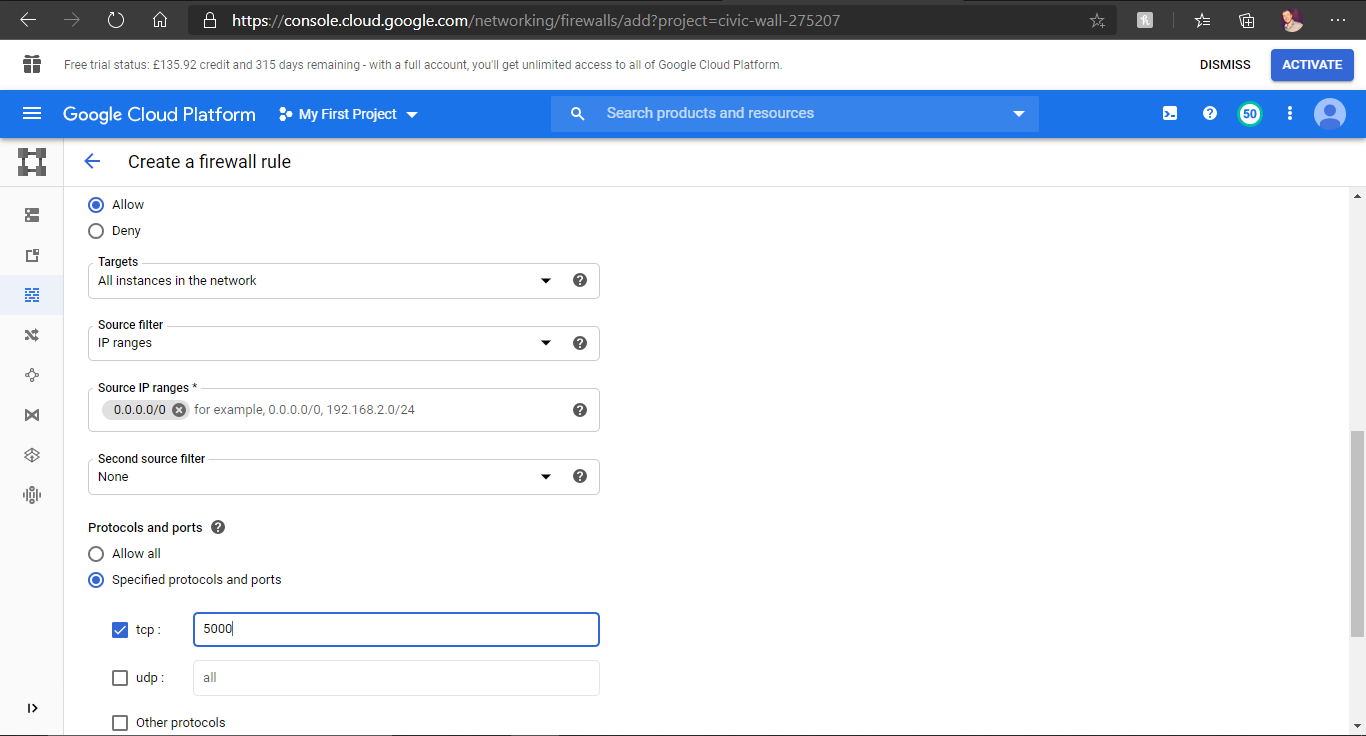 https://console.cloud.google.com/networking/firewalls/add?project=civic-wall-275207
Free trial status: £135.92 credit and 315 days remaining - with a full account, you'll get unlimited access to all of Google Cloud Platform.
DISMISS
ACTIVATE
Google Cloud Platform
My First Project
Search products and resources
50
Create a firewall rule
Allow
Deny
Targets
All instances in the network
Source filter
IP ranges
Source IP ranges *
0.0.0.0/0 for example, 0.0.0.0/0, 192.168.2.0/24
Second source filter
None
Protocols and ports
Allow all
Specified protocols and ports
tcp : 5000
udp : all
Other protocols